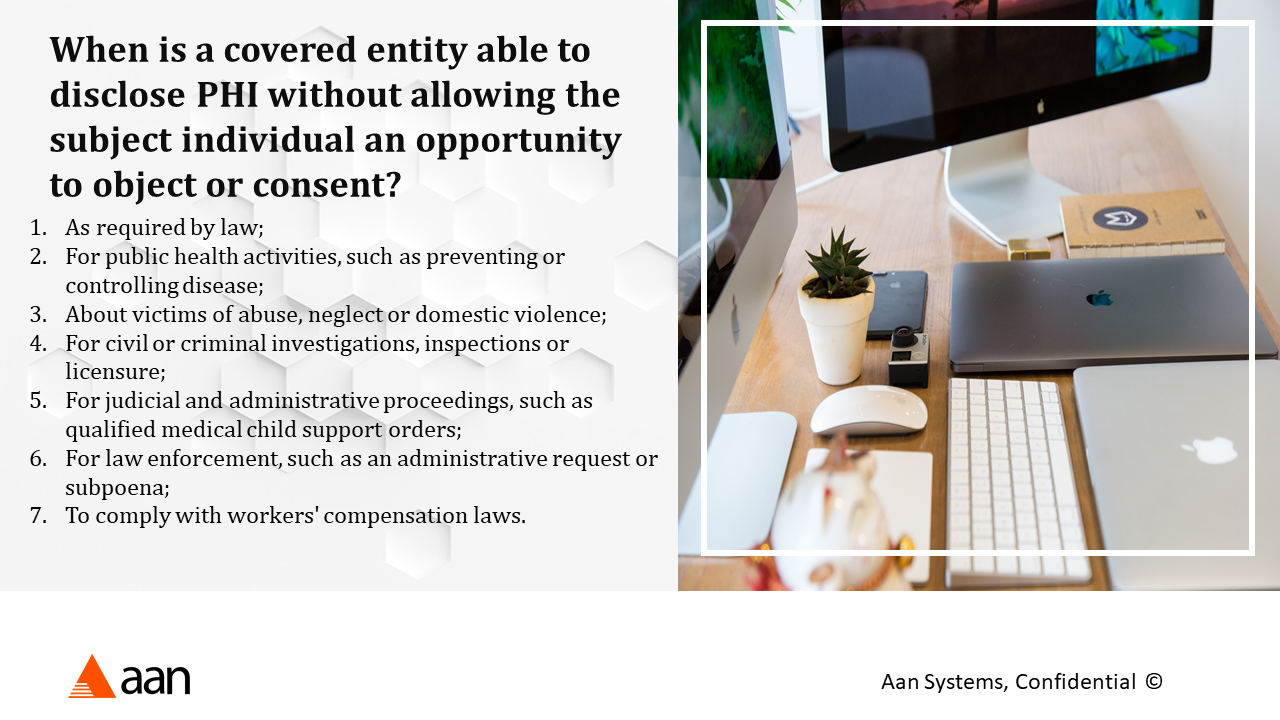 When is a covered entity able to
disclose PHI without allowing the
subject individual an opportunity
to object or consent?
1. As required by law;
2. For public health activities, such as preventing or
controlling disease;
3. About victims of abuse, neglect or domestic violence;
4. For civil or criminal investigations, inspections or
licensure;
5. For judicial and administrative proceedings, such as
qualified medical child support orders;
6. For law enforcement, such as an administrative request or
subpoena;
7. To comply with workers' compensation laws.
aan
Aan Systems, Confidential ©